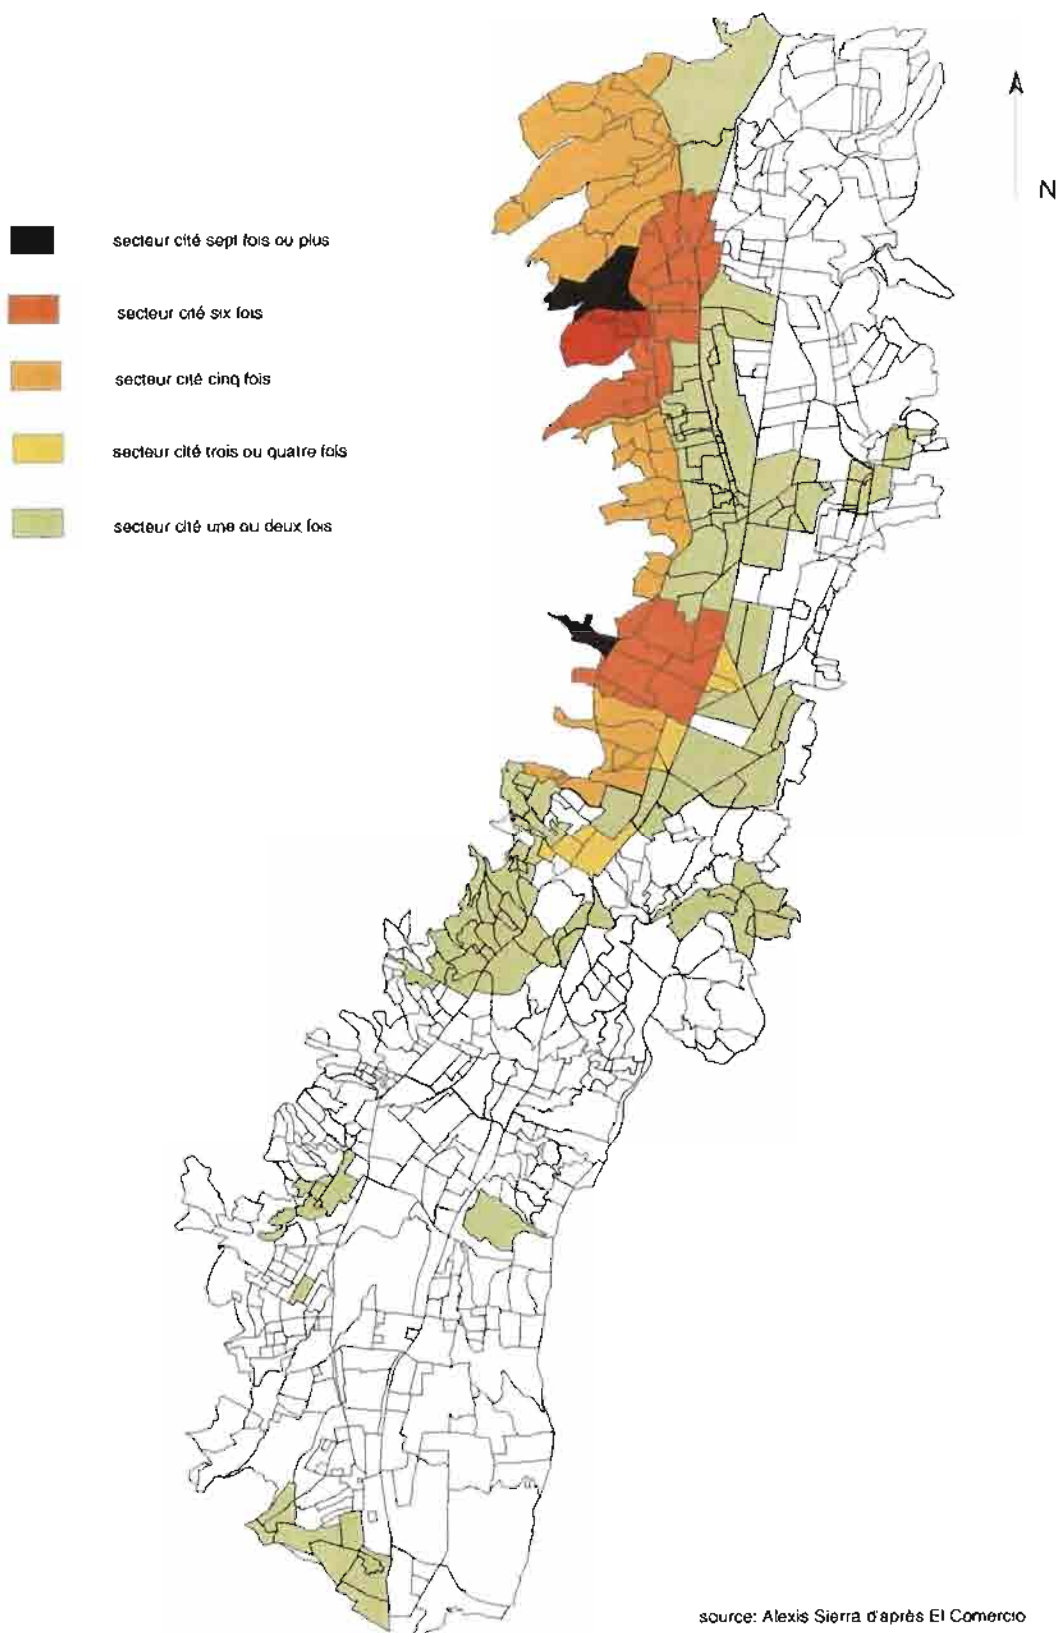 N
secteur cité sept fois ou plus
secteur cité six fois
secteur cité cinq fois
secteur cité trois ou quatre fois
secteur cité une ou deux fois
source: Alexis Sierra d'après El Comercio